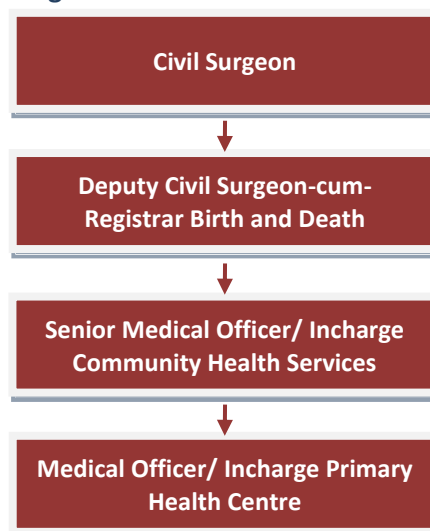 Civil Surgeon
Deputy Civil Surgeon-cum-
Registrar Birth and Death
Senior Medical Officer/ Incharge
Community Health Services
Medical Officer/ Incharge Primary
Health Centre